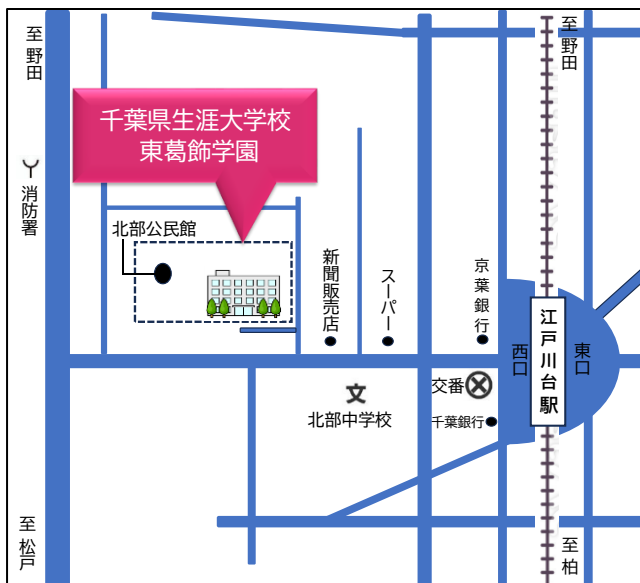 至野田
至野田
千葉県生涯大学校
東葛飾学園
消防署
北部公民館
新聞販売店
スーパー
京葉銀行
江戸川台駅
西口
東口
交番
文
北部中学校
千葉銀行
至松戸
至柏